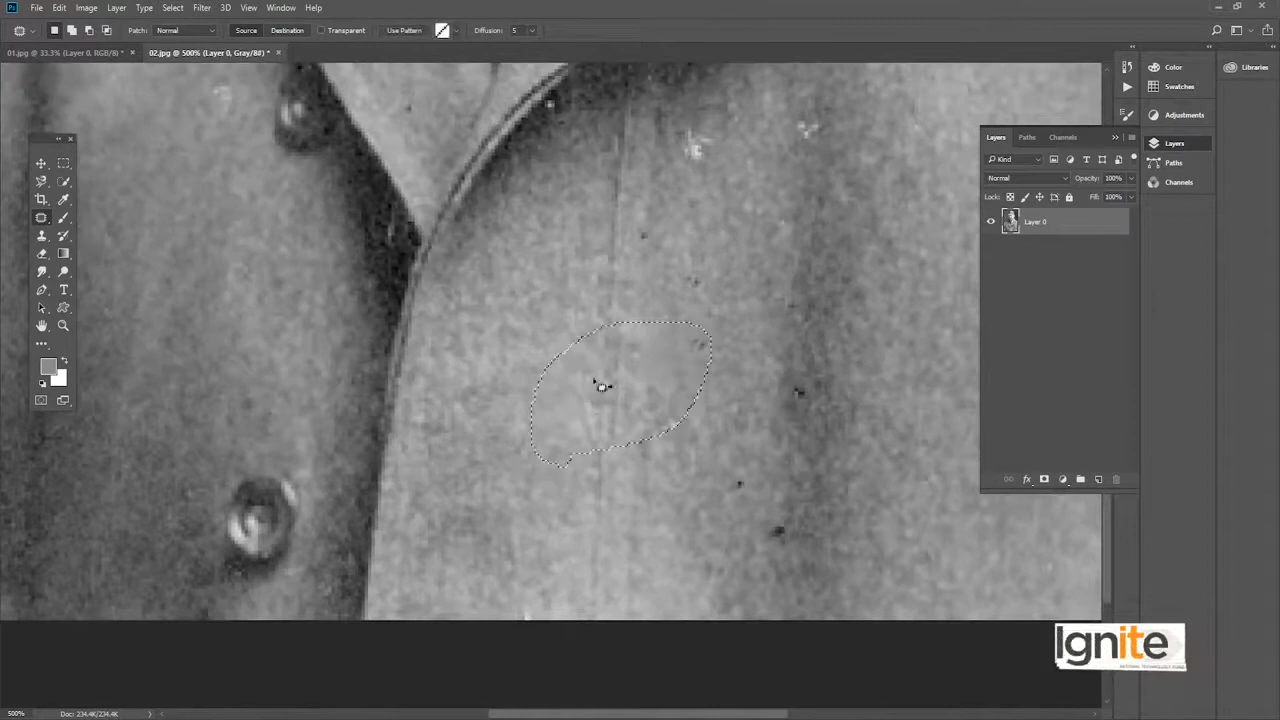 Ps File Edit Image Layer Type Select Filter 3D View Window Help
Patch: Normal Source Destination Transparent Use Pattern Diffusion: 5
01.jpg @ 33.3% (Layer 0, RGB/8) * × 02.jpg @ 500% (Layer 0, Gray/8#) * ×
Color
Swatches
Adjustments
Layers
Paths
Channels
Libraries
Layers Paths Channels
Kind
Normal Opacity: 100%
Lock: Fill: 100%
Layer 0
fx
Ignite
500% Doc: 234.4K/234.4K